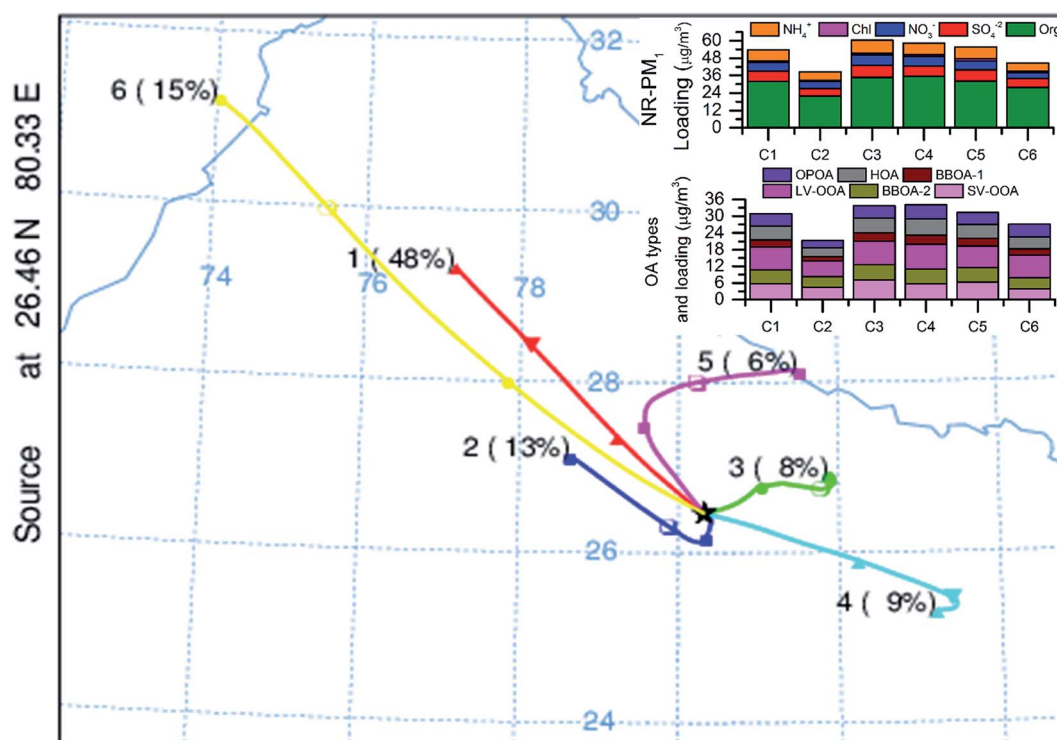 Source at 26.46 N 80.33 E
6 ( 15%)
1 ( 48%)
2 ( 13%)
5 ( 6%)
3 ( 8%)
4 ( 9%)
74
76
78
32
30
28
26
24
NH₄⁺ Chl NO₃⁻ SO₄⁻² Org
NR-PM₁
Loading (μg/m³)
60
48
36
24
12
0
C1 C2 C3 C4 C5 C6
OPOA HOA BBOA-1
LV-OOA BBOA-2 SV-OOA
OA types
and loading (μg/m³)
36
30
24
18
12
6
0
C1 C2 C3 C4 C5 C6